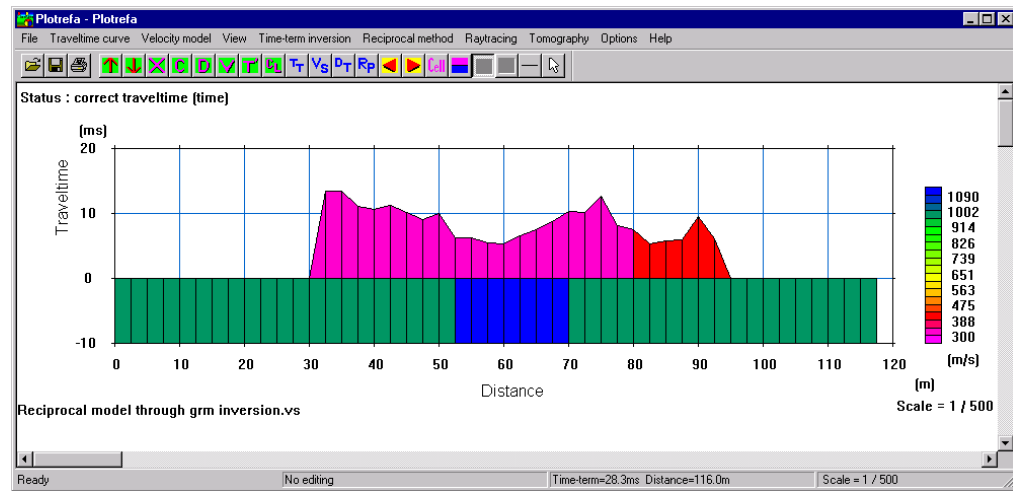 Plotrefa - Plotrefa
File Traveltime curve Velocity model View Time-term inversion Reciprocal method Raytracing Tomography Options Help
C D TT VS DT RP Cell
Status : correct traveltime (time)
(ms)
20
10
0
-10
Traveltime
0 10 20 30 40 50 60 70 80 90 100 110 120
Distance
(m)
1090
1002
914
826
739
651
563
475
388
300
(m/s)
Reciprocal model through grm inversion.vs
Scale = 1 / 500
Ready No editing Time-term=28.3ms Distance=116.0m Scale = 1 / 500